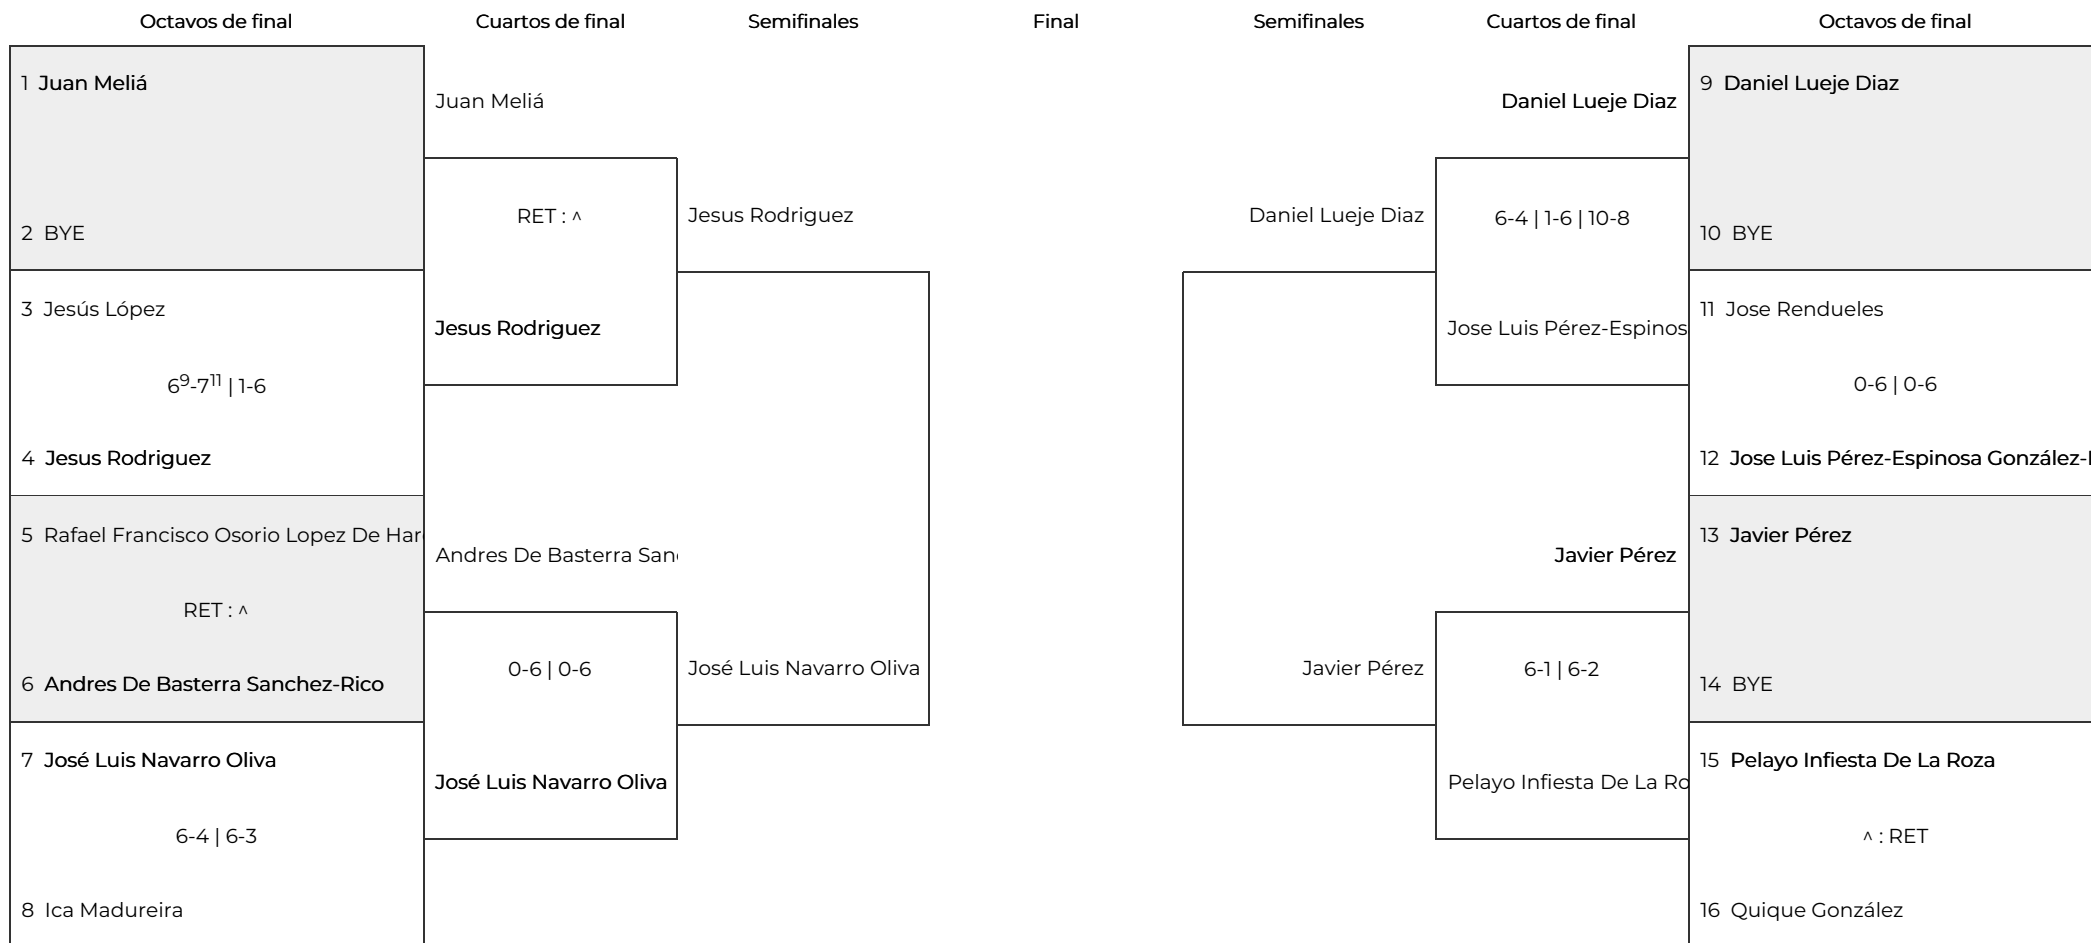 Octavos de final
Cuartos de final
Semifinales
Final
Semifinales
Cuartos de final
Octavos de final
1 Juan Meliá
2 BYE
3 Jesús López
6⁹-7¹¹ | 1-6
4 Jesus Rodriguez
5 Rafael Francisco Osorio Lopez De Har
RET : ^
6 Andres De Basterra Sanchez-Rico
7 José Luis Navarro Oliva
6-4 | 6-3
8 Ica Madureira
Juan Meliá
RET : ^
Jesus Rodriguez
Andres De Basterra San
0-6 | 0-6
José Luis Navarro Oliva
Jesus Rodriguez
José Luis Navarro Oliva
Daniel Lueje Diaz
Javier Pérez
Daniel Lueje Diaz
6-4 | 1-6 | 10-8
Jose Luis Pérez-Espinos
Javier Pérez
6-1 | 6-2
Pelayo Infiesta De La Ro
9 Daniel Lueje Diaz
10 BYE
11 Jose Rendueles
0-6 | 0-6
12 Jose Luis Pérez-Espinosa González-
13 Javier Pérez
14 BYE
15 Pelayo Infiesta De La Roza
^ : RET
16 Quique González